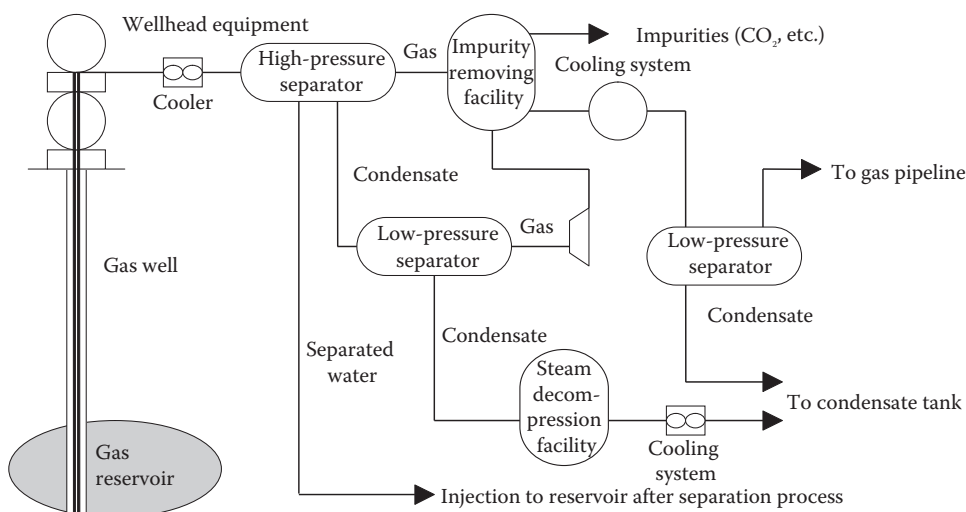 Wellhead equipment
Cooler
High-pressure
separator
Gas
Impurity
removing
facility
Impurities (CO₂, etc.)
Cooling system
To gas pipeline
Condensate
Low-pressure
separator
Gas
Low-pressure
separator
Gas well
Condensate
Condensate
Separated
water
Steam
decom-
pression
facility
To condensate tank
Cooling
system
Gas
reservoir
Injection to reservoir after separation process